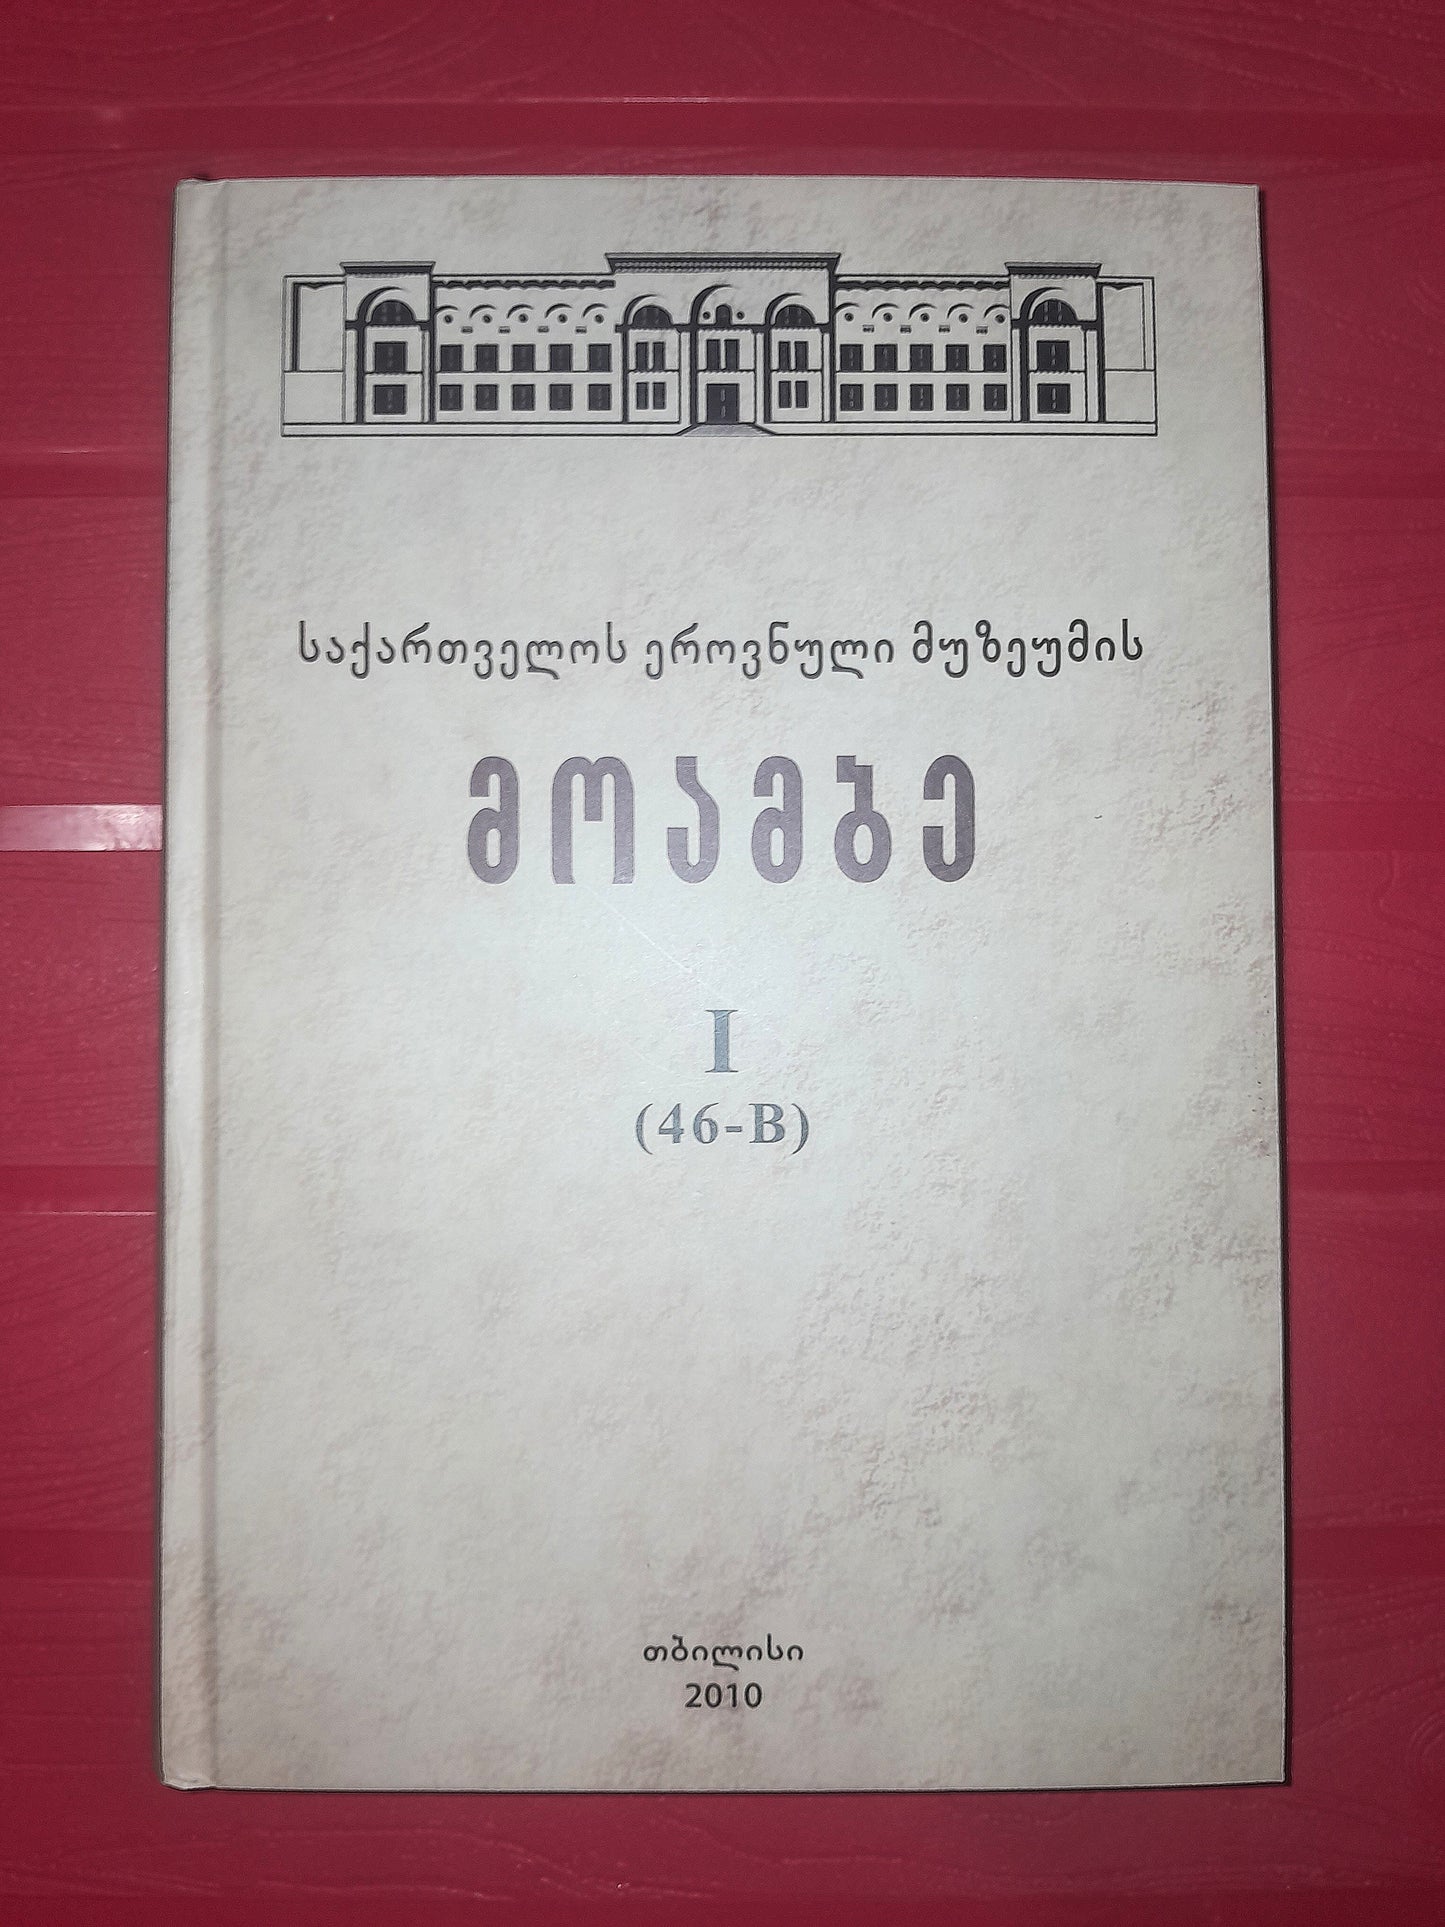 საქართველოს ეროვნული მუზეუმის
მოამბე
I
(46-B)
თბილისი
2010